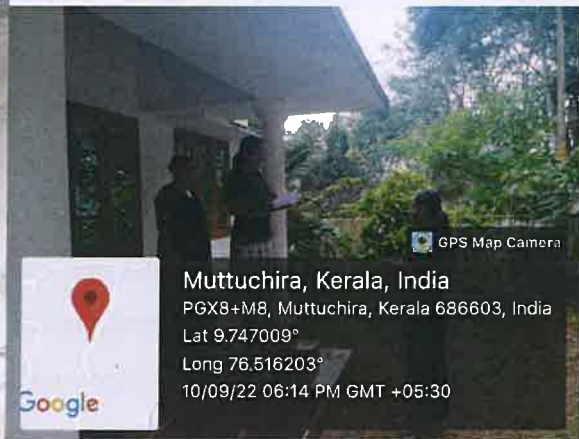 GPS Map Camera
Muttuchira, Kerala, India
PGX8+M8, Muttuchira, Kerala 686603, India
Lat 9.747009°
Long 76.516203°
10/09/22 06:14 PM GMT +05:30
Google